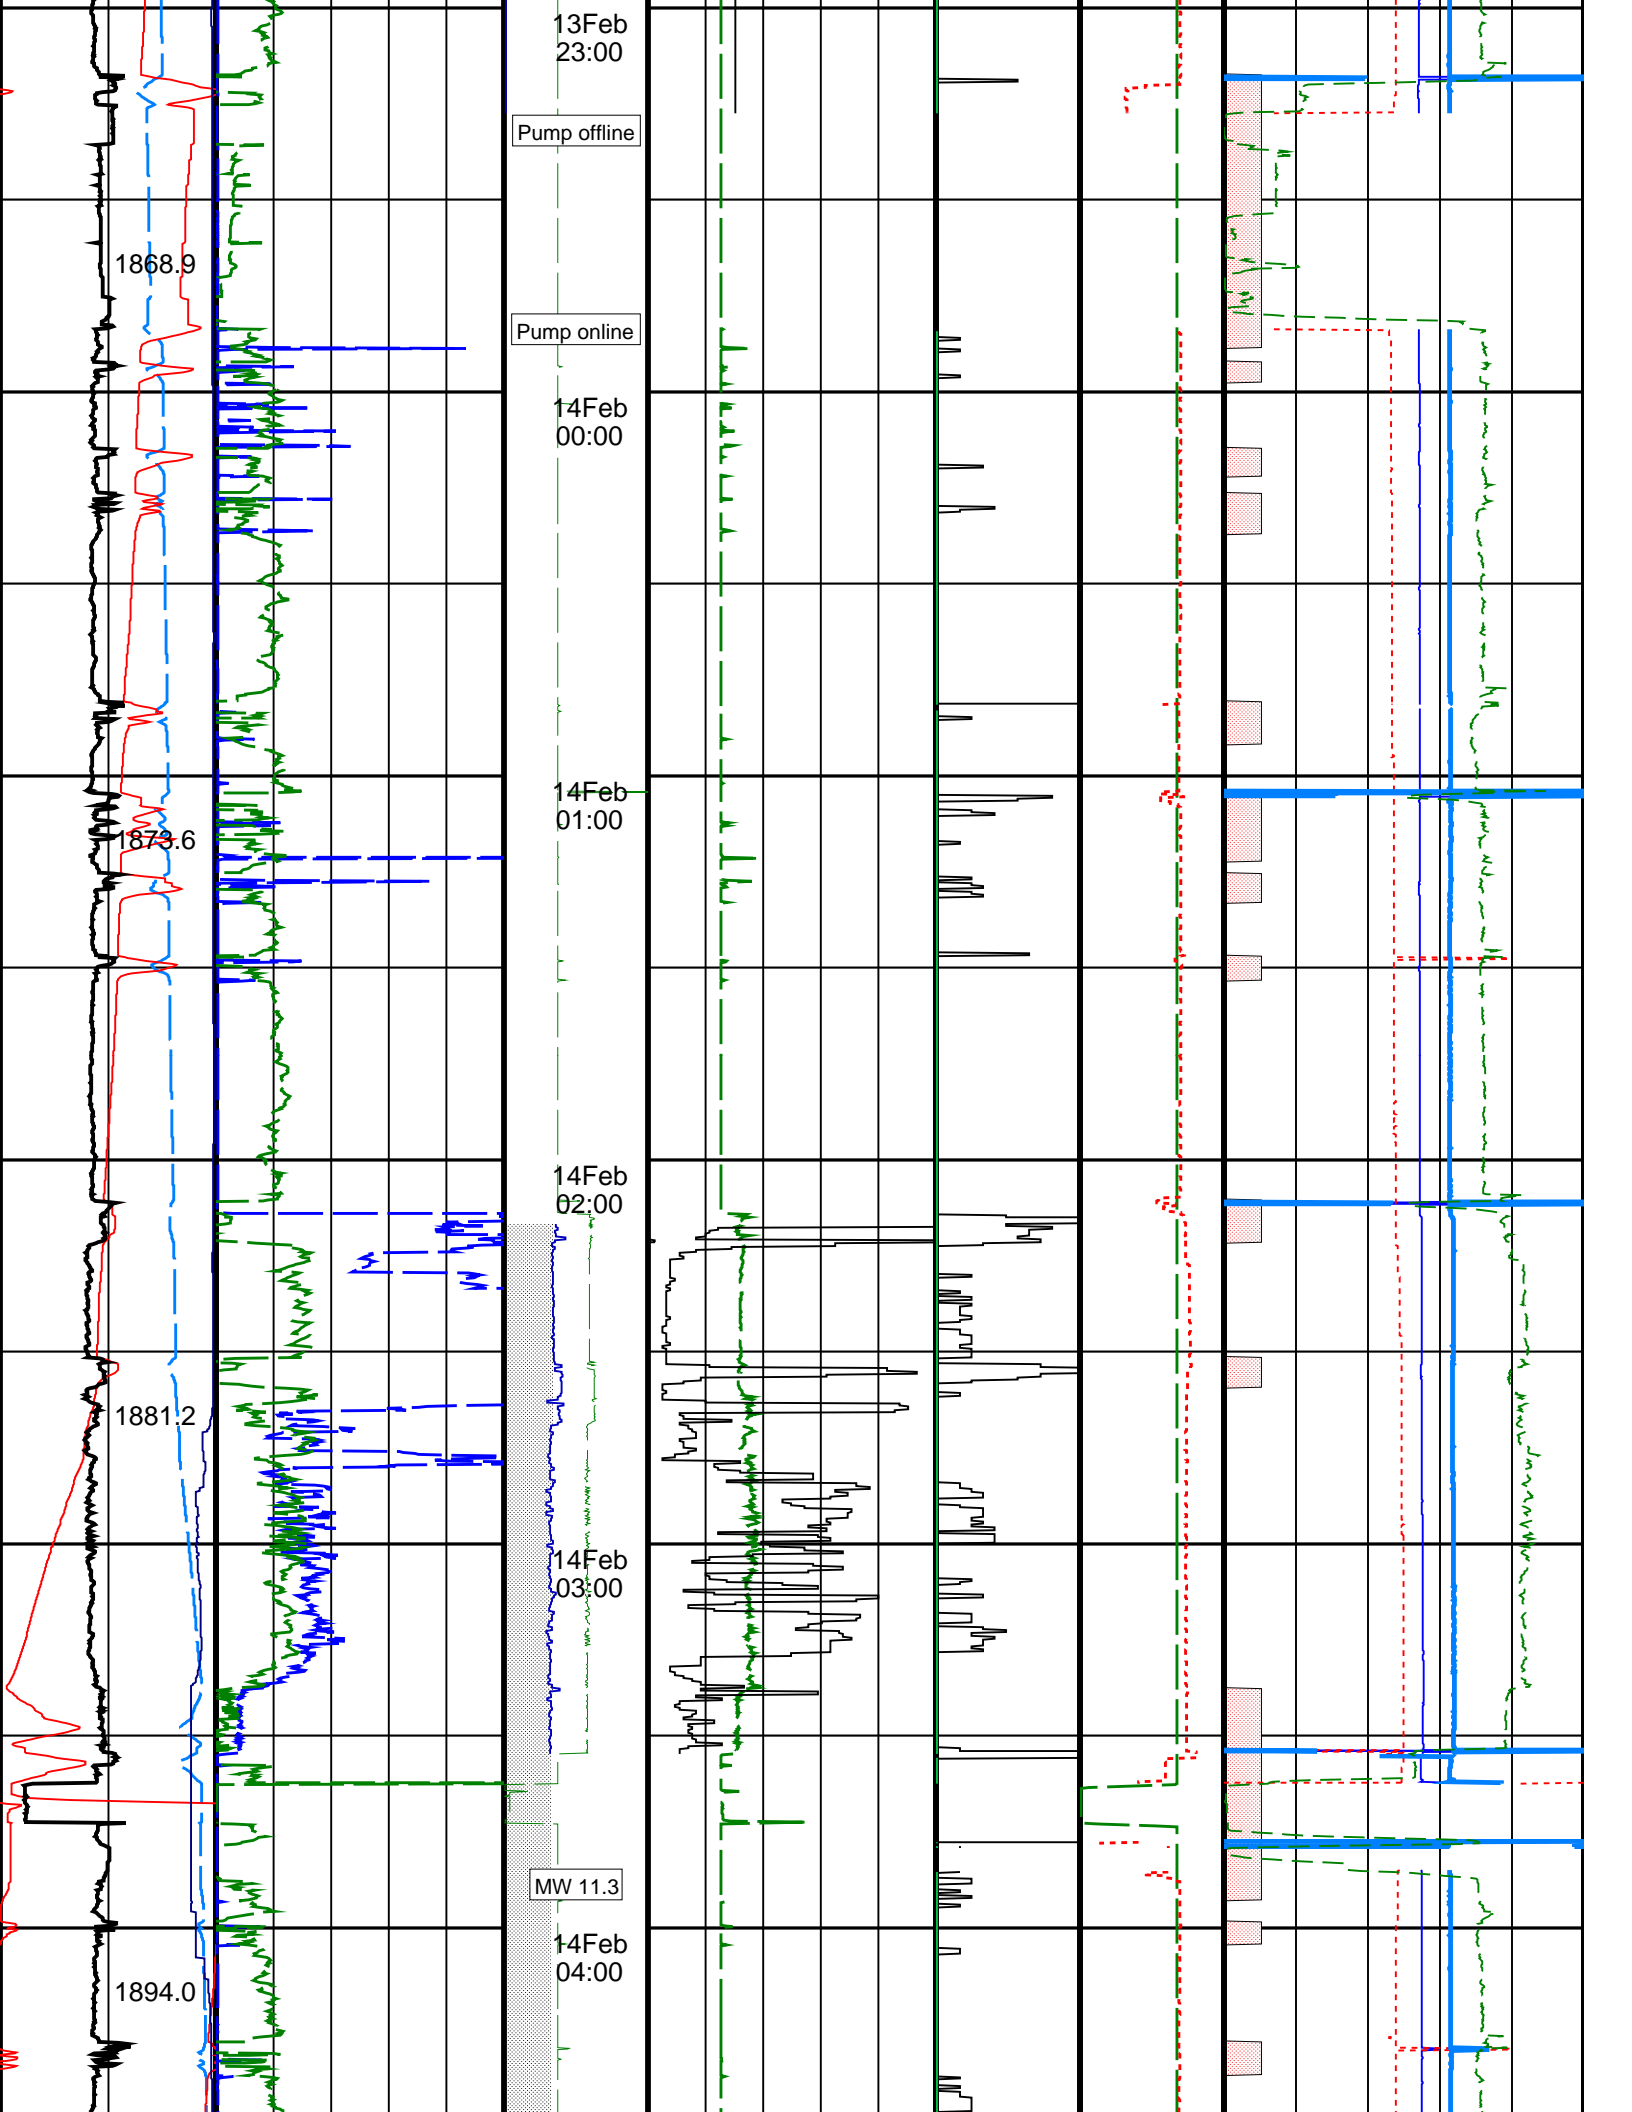 13Feb
23:00
Pump offline
1868.9
Pump online
14Feb
00:00
14Feb
01:00
1873.6
14Feb
02:00
1881.2
14Feb
03:00
MW 11.3
14Feb
04:00
1894.0